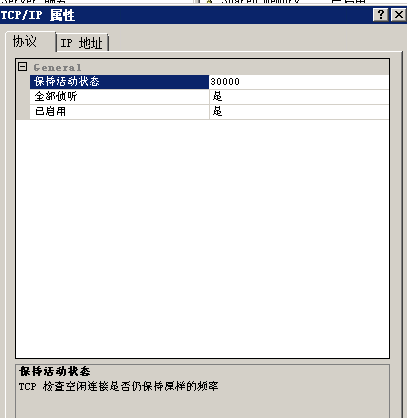 TCP/IP 属性
协议
IP 地址
General
保持活动状态 30000
全部侦听 是
已启用 是
保持活动状态
TCP 检查空闲连接是否仍保持原样的频率